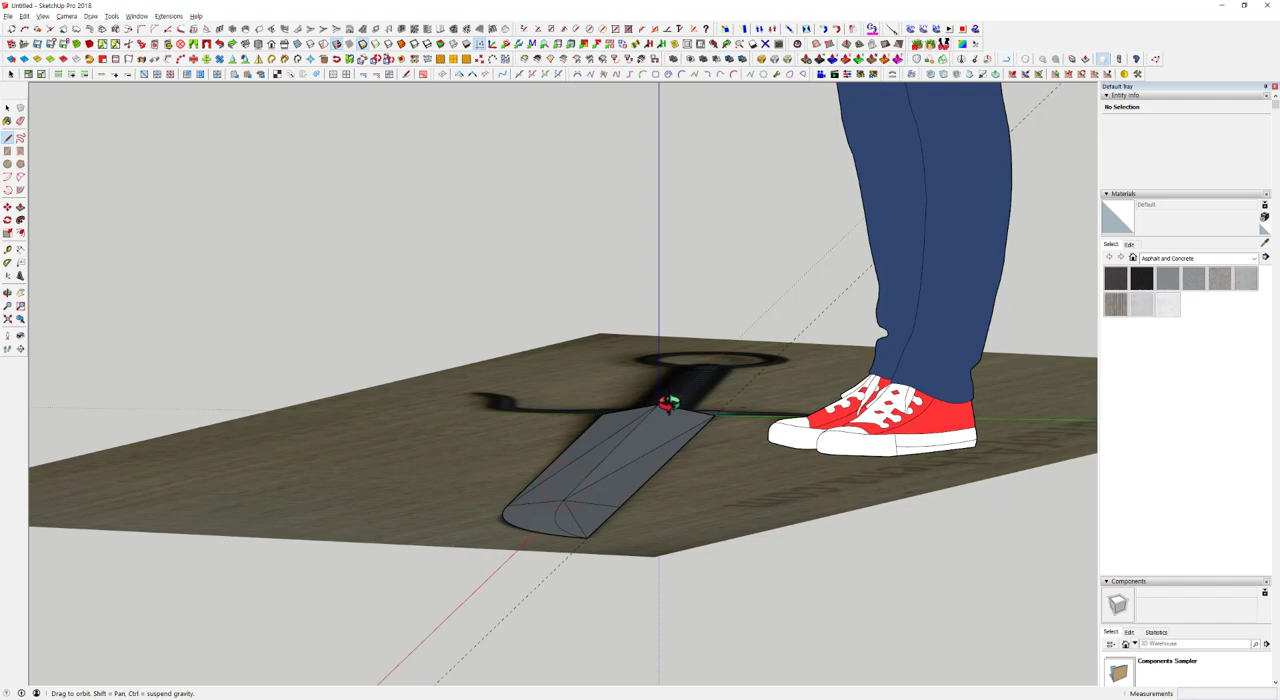 Untitled - SketchUp Pro 2018
File Edit View Camera Draw Tools Window Extensions Help
Default Tray
Entity Info
No Selection
Materials
Default
Select Edit
Asphalt and Concrete
Components
Select Edit Statistics
3D Warehouse
Components Sampler
Drag to orbit. Shift = Pan, Ctrl = suspend gravity.
Measurements